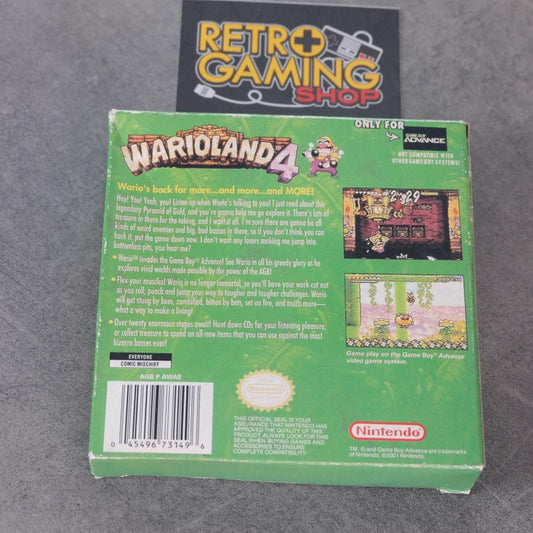 RETRO
GAMING
SHOP
ONLY FOR
GAME BOY
ADVANCE
NOT COMPATIBLE WITH
OTHER GAME BOY SYSTEMS!
WARIOLAND 4
Wario's back for more...and more...and MORE!
Hey! You! Yeah, you! Listen up when Wario's talking to you! I just read about this
legendary Pyramid of Gold, and you're gonna help me go explore it. There's lots of
treasure in there for the taking, and I want it all. I'm sure there are gonna be all
kinds of weird enemies and big, bad bosses in there, so if you don't think you can
hack it, put the game down now. I don't want any losers making me jump into
bottomless pits, you hear me?
• Wario™ invades the Game Boy® Advance! See Wario in all his greedy glory as he
explores vivid worlds made possible by the power of the AGB!
• Flex your muscles! Wario is no longer immortal, so you'll have your work cut out
as you roll, punch and jump your way to tougher and tougher challenges. Wario
will get stung by bees, zombified, bitten by bats, set on fire, and much more—
what a way to make a living!
• Over twenty enormous stages await! Hunt down CDs for your listening pleasure,
or collect treasure to spend on all-new items that you can use against the most
bizarre bosses ever!
Game play on the Game Boy® Advance
video game system.
EVERYONE
COMIC MISCHIEF
AGB P AWAE
0 45496 73149 6
Nintendo
THIS OFFICIAL SEAL IS YOUR
ASSURANCE THAT NINTENDO HAS
APPROVED THE QUALITY OF THIS
PRODUCT. ALWAYS LOOK FOR THIS
SEAL WHEN BUYING GAMES AND
ACCESSORIES TO ENSURE
COMPLETE COMPATIBILITY.
Nintendo
TM, ® and Game Boy Advance are trademarks
of Nintendo. ©2001 Nintendo.